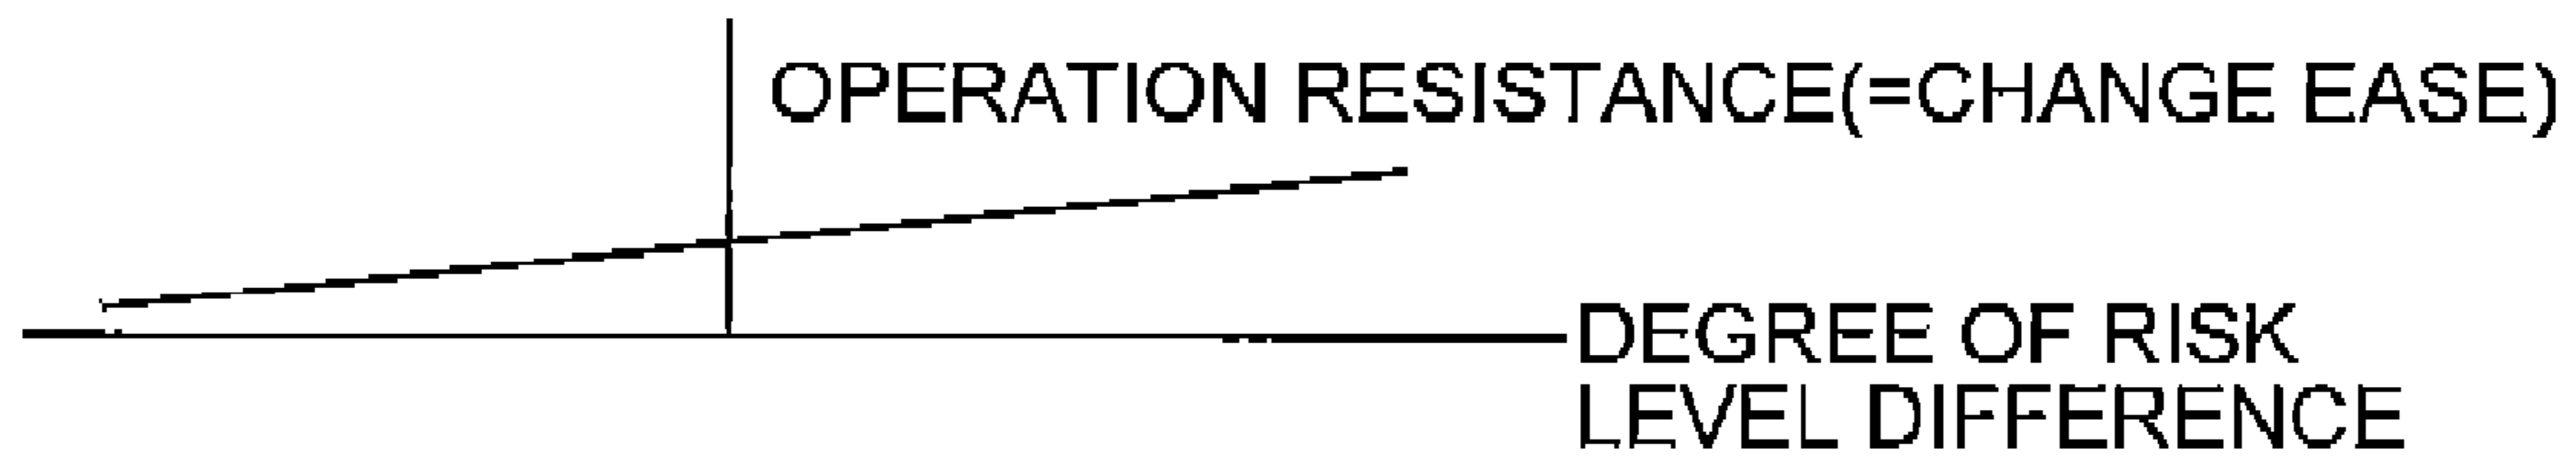 OPERATION RESISTANCE(=CHANGE EASE)
DEGREE OF RISK
LEVEL DIFFERENCE